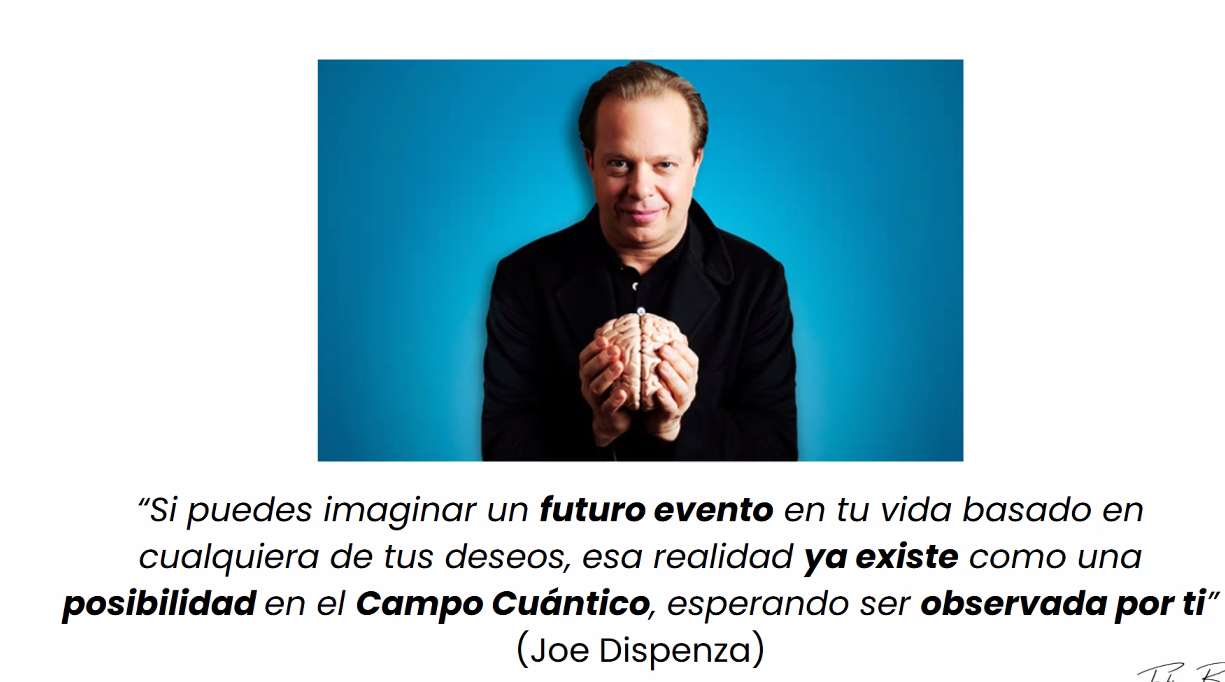 “Si puedes imaginar un futuro evento en tu vida basado en
cualquiera de tus deseos, esa realidad ya existe como una
posibilidad en el Campo Cuántico, esperando ser observada por ti”
(Joe Dispenza)